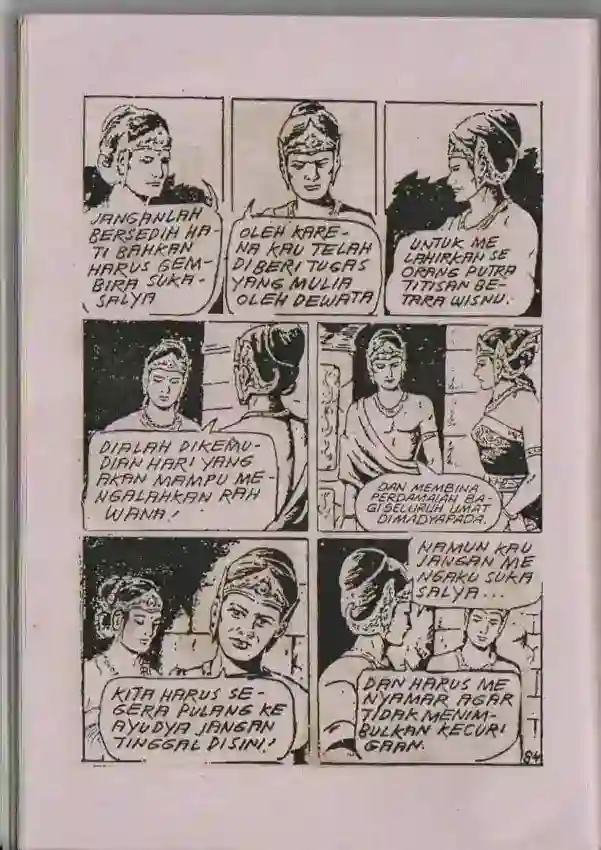 JANGANLAH
BERSEDIH HA-
TI BAHKAN
HARUS GEM-
BIRA SUKA-
SALYA
OLEH KARE-
NA KAU TELAH
DI BERI TUGAS
YANG MULIA
OLEH DEWATA
UNTUK ME
LAHIRKAN SE
ORANG PUTRA
TITISAN BE-
TARA WISNU.
DIALAH DIKEMU-
DIAN HARI YANG
AKAN MAMPU ME-
NGALAHKAN RAH
WANA!
DAN MEMBINA
PERDAMAIAN BA-
GI SELURUH UMAT
DIMADYAPADA.
KITA HARUS SE-
GERA PULANG KE
AYUDYA JANGAN
TINGGAL DISINI!
NAMUN KAU
JANGAN ME
NGAKU SUKA
SALYA...
DAN HARUS ME
NYAMAR AGAR
TIDAK MENIM-
BULKAN KECURI
GAAN.
84